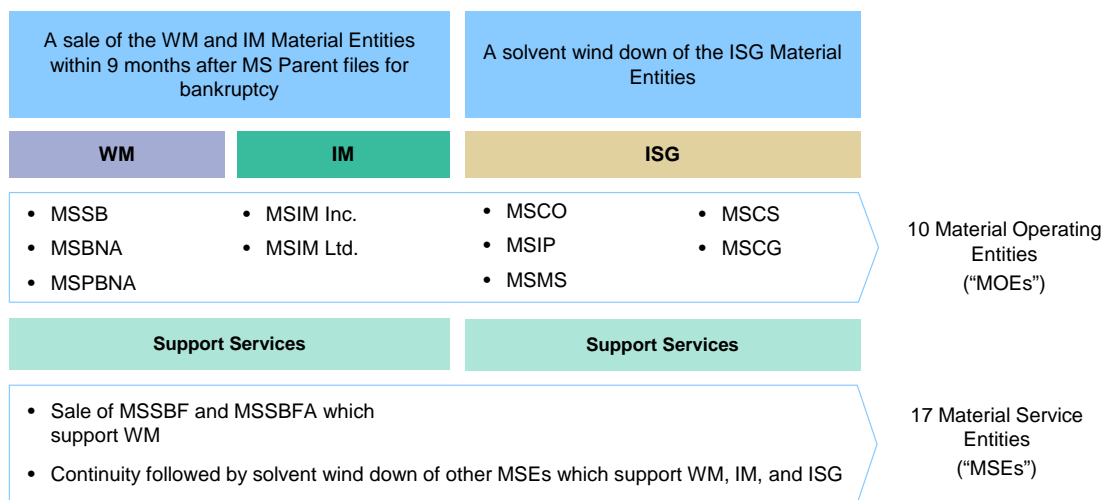 A sale of the WM and IM Material Entities
within 9 months after MS Parent files for
bankruptcy
A solvent wind down of the ISG Material
Entities
WM
IM
ISG
• MSSB
• MSBNA
• MSPBNA
• MSIM Inc.
• MSIM Ltd.
• MSCO
• MSIP
• MSMS
• MSCS
• MSCG
10 Material Operating
Entities
(“MOEs”)
Support Services
Support Services
• Sale of MSSBF and MSSBFA which
support WM
• Continuity followed by solvent wind down of other MSEs which support WM, IM, and ISG
17 Material Service
Entities
(“MSEs”)